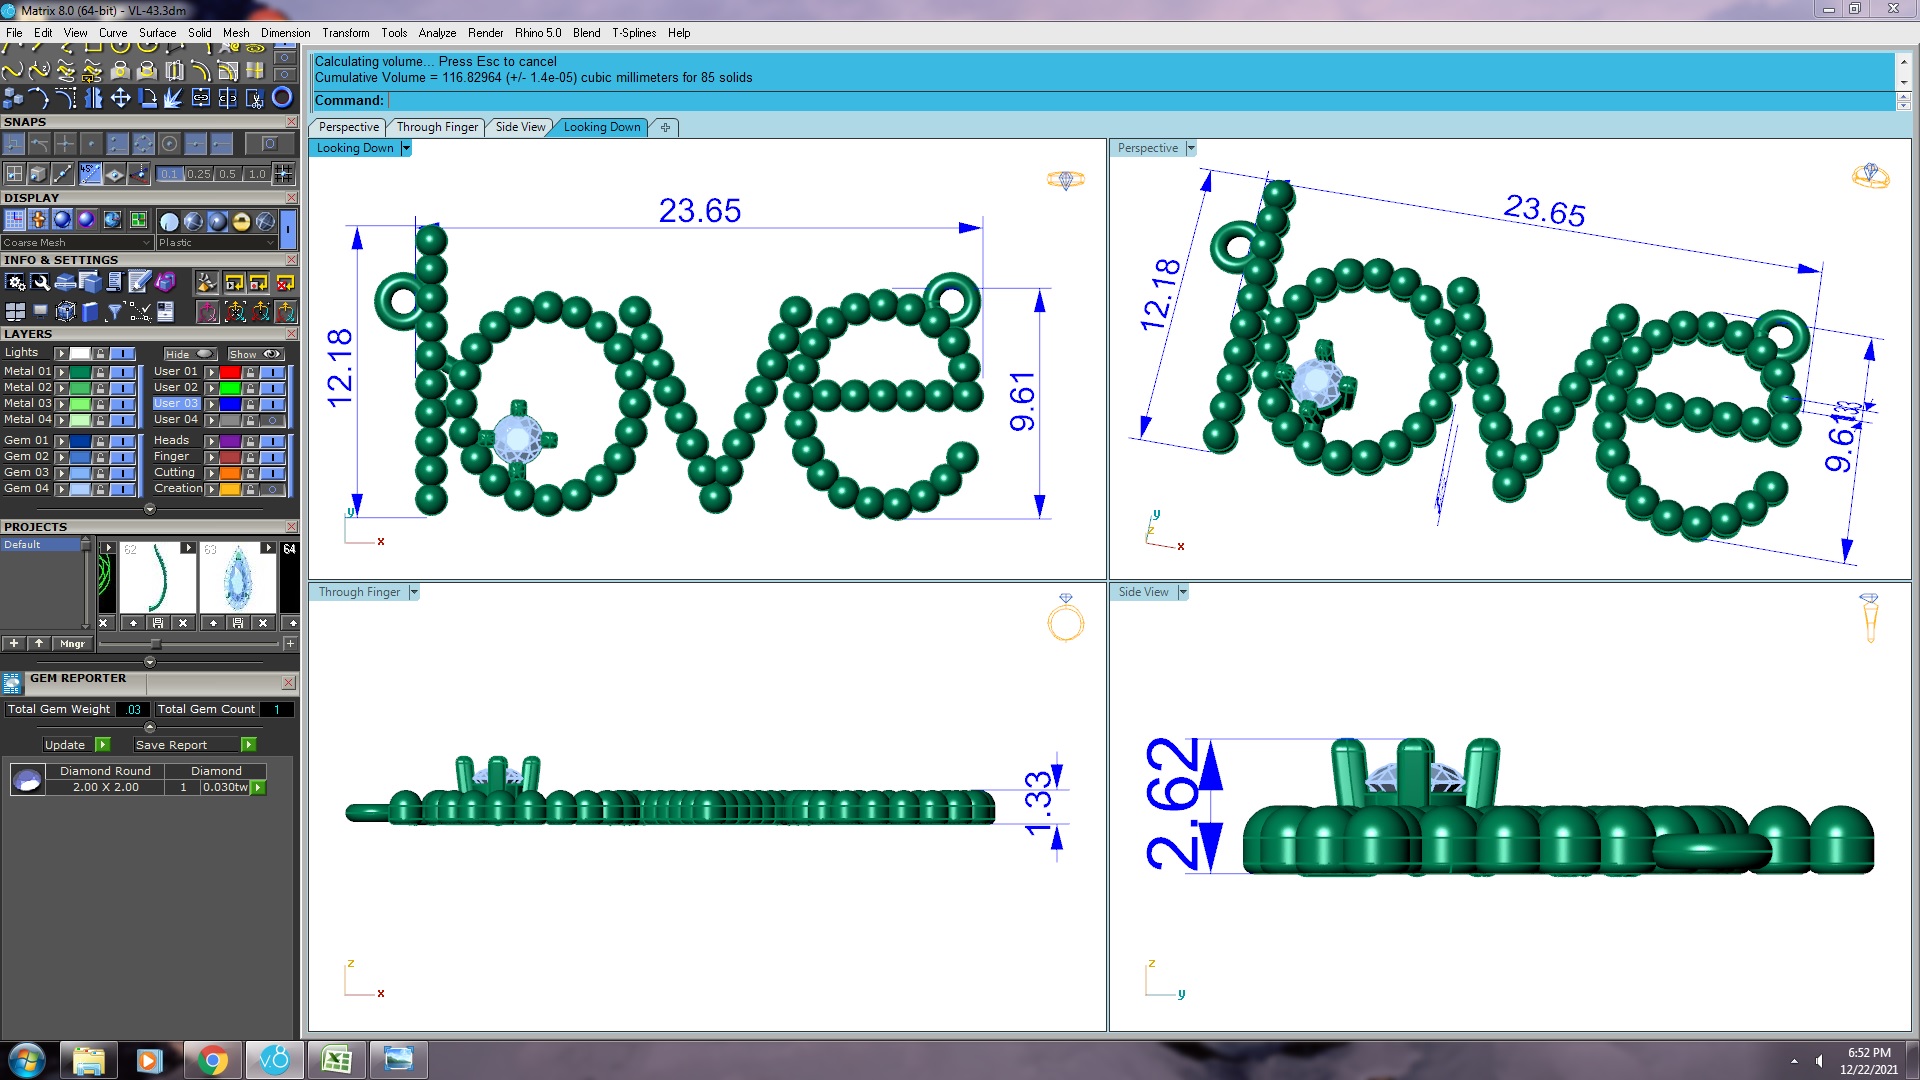 Matrix 8.0 (64-bit) - VL-43.3dm
File Edit View Curve Surface Solid Mesh Dimension Transform Tools Analyze Render Rhino 5.0 Blend T-Splines Help
Calculating volume... Press Esc to cancel
Cumulative Volume = 116.82964 (+/- 1.4e-05) cubic millimeters for 85 solids
Command:
Perspective Through Finger Side View Looking Down
SNAPS
45°
0.1 0.25 0.5 1.0
DISPLAY
Coarse Mesh Plastic
INFO & SETTINGS
LAYERS
Lights Hide Show
Metal 01 User 01
Metal 02 User 02
Metal 03 User 03
Metal 04 User 04
Gem 01 Heads
Gem 02 Finger
Gem 03 Cutting
Gem 04 Creation
PROJECTS
Default
62 63 64
Mngr
GEM REPORTER
Total Gem Weight .03 Total Gem Count 1
Update Save Report
Diamond Round Diamond
2.00 X 2.00 1 0.030tw
Looking Down
23.65
12.18
9.61
y
x
Perspective
23.65
12.18
9.61
1.33
y
z
x
Through Finger
1.33
z
x
Side View
2.62
z
y
v8
6:52 PM
12/22/2021